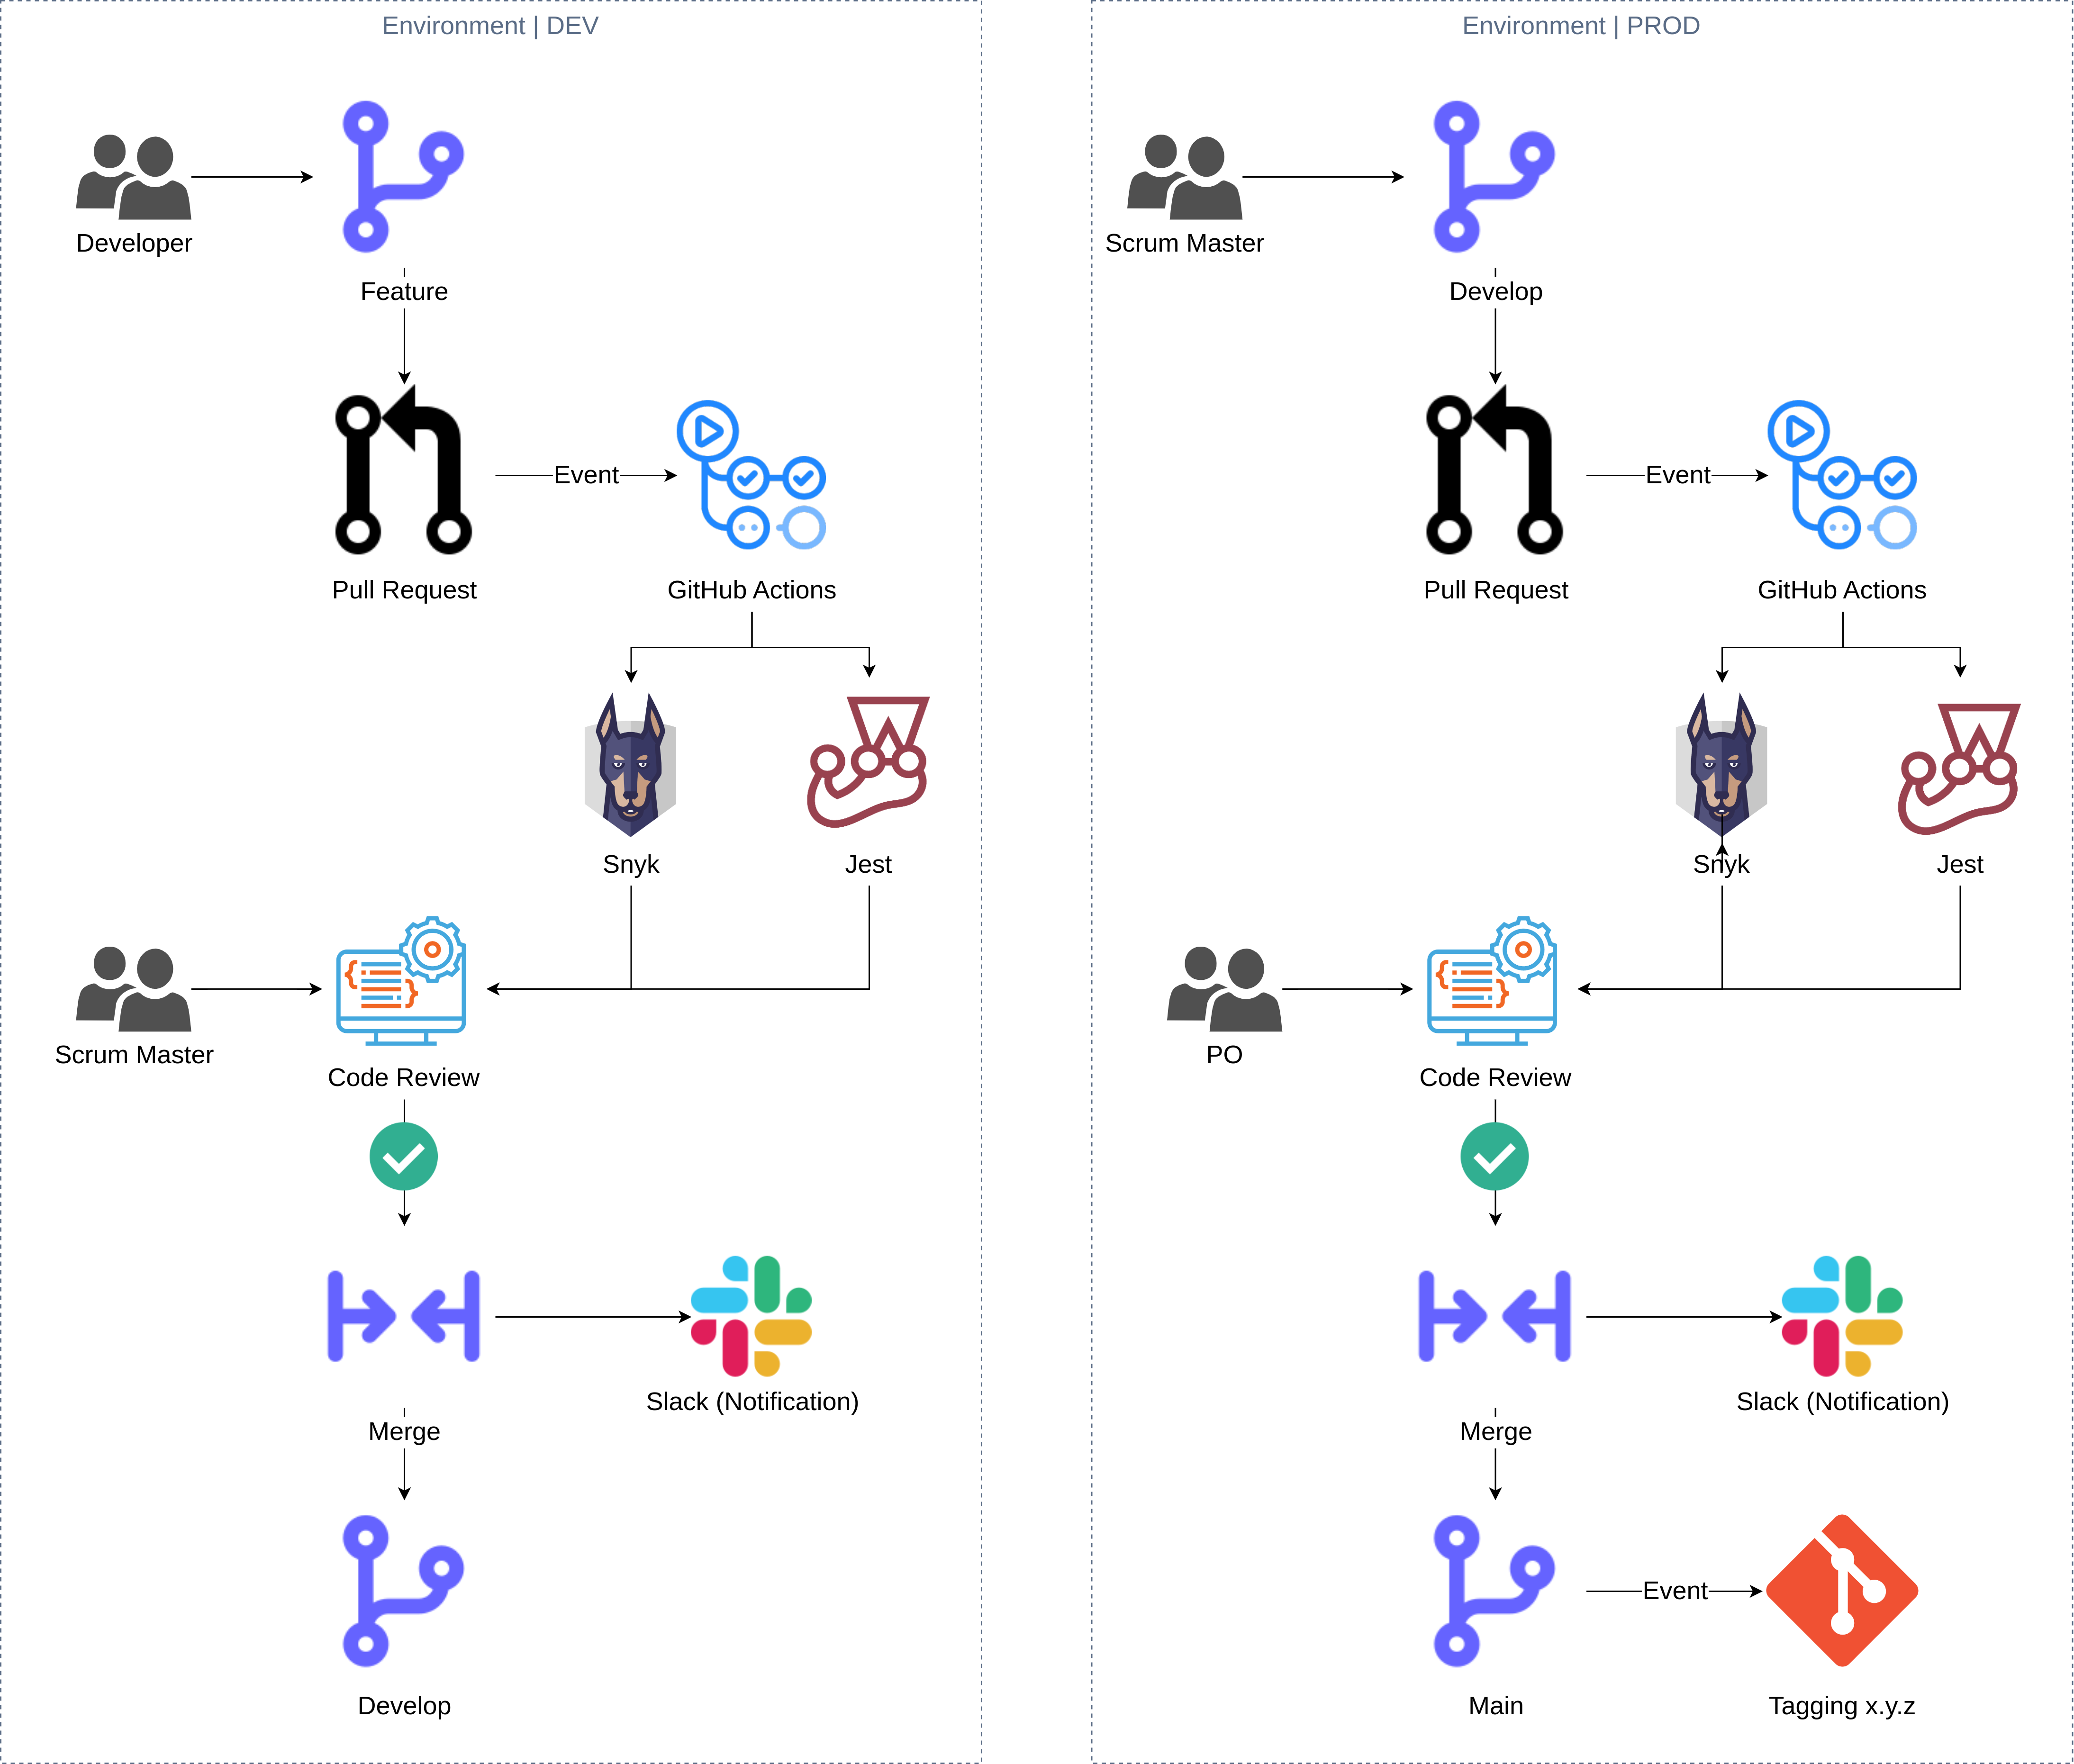 Environment | DEV
Developer
Feature
Event
Pull Request
GitHub Actions
Snyk
Jest
Scrum Master
Code Review
Slack (Notification)
Merge
Develop
Environment | PROD
Scrum Master
Develop
Event
Pull Request
GitHub Actions
Snyk
Jest
PO
Code Review
Slack (Notification)
Merge
Event
Main
Tagging x.y.z